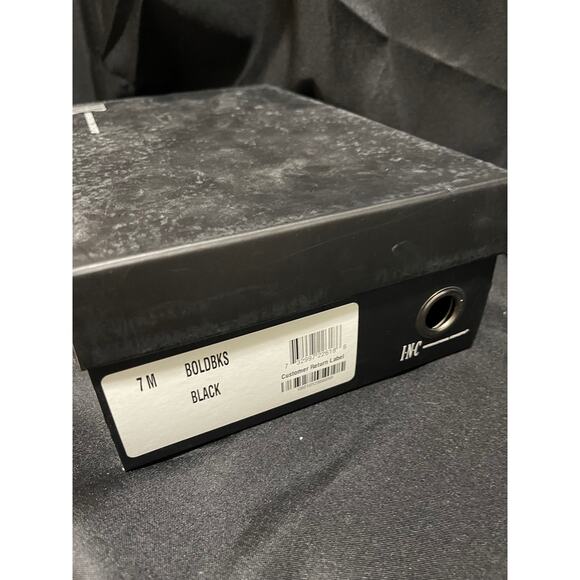 7 M BOLDBKS
BLACK
Customer Return Label
I·N·C